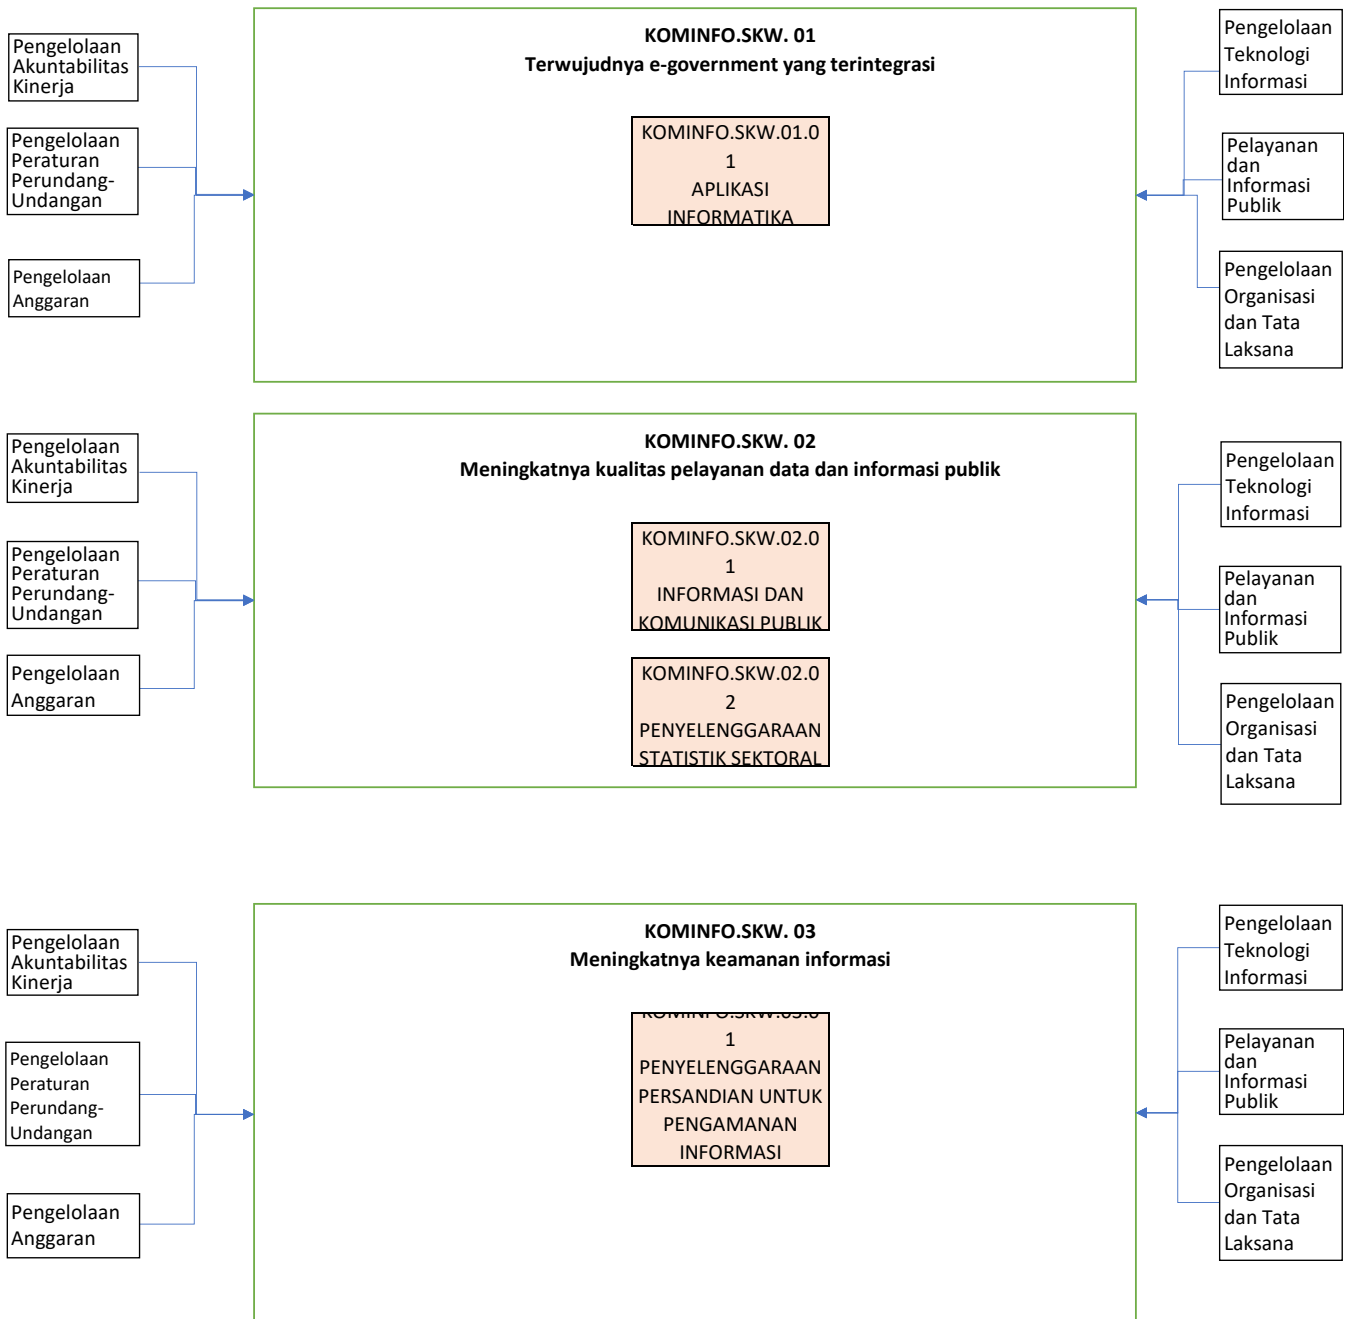 Pengelolaan
Akuntabilitas
Kinerja
Pengelolaan
Peraturan
Perundang-
Undangan
Pengelolaan
Anggaran
KOMINFO.SKW. 01
Terwujudnya e-government yang terintegrasi
KOMINFO.SKW.01.0
1
APLIKASI
INFORMATIKA
Pengelolaan
Teknologi
Informasi
Pelayanan
dan
Informasi
Publik
Pengelolaan
Organisasi
dan Tata
Laksana
Pengelolaan
Akuntabilitas
Kinerja
Pengelolaan
Peraturan
Perundang-
Undangan
Pengelolaan
Anggaran
KOMINFO.SKW. 02
Meningkatnya kualitas pelayanan data dan informasi publik
KOMINFO.SKW.02.0
1
INFORMASI DAN
KOMUNIKASI PUBLIK
KOMINFO.SKW.02.0
2
PENYELENGGARAAN
STATISTIK SEKTORAL
Pengelolaan
Teknologi
Informasi
Pelayanan
dan
Informasi
Publik
Pengelolaan
Organisasi
dan Tata
Laksana
Pengelolaan
Akuntabilitas
Kinerja
Pengelolaan
Peraturan
Perundang-
Undangan
Pengelolaan
Anggaran
KOMINFO.SKW. 03
Meningkatnya keamanan informasi
KOMINFO.SKW.03.0
1
PENYELENGGARAAN
PERSANDIAN UNTUK
PENGAMANAN
INFORMASI
Pengelolaan
Teknologi
Informasi
Pelayanan
dan
Informasi
Publik
Pengelolaan
Organisasi
dan Tata
Laksana